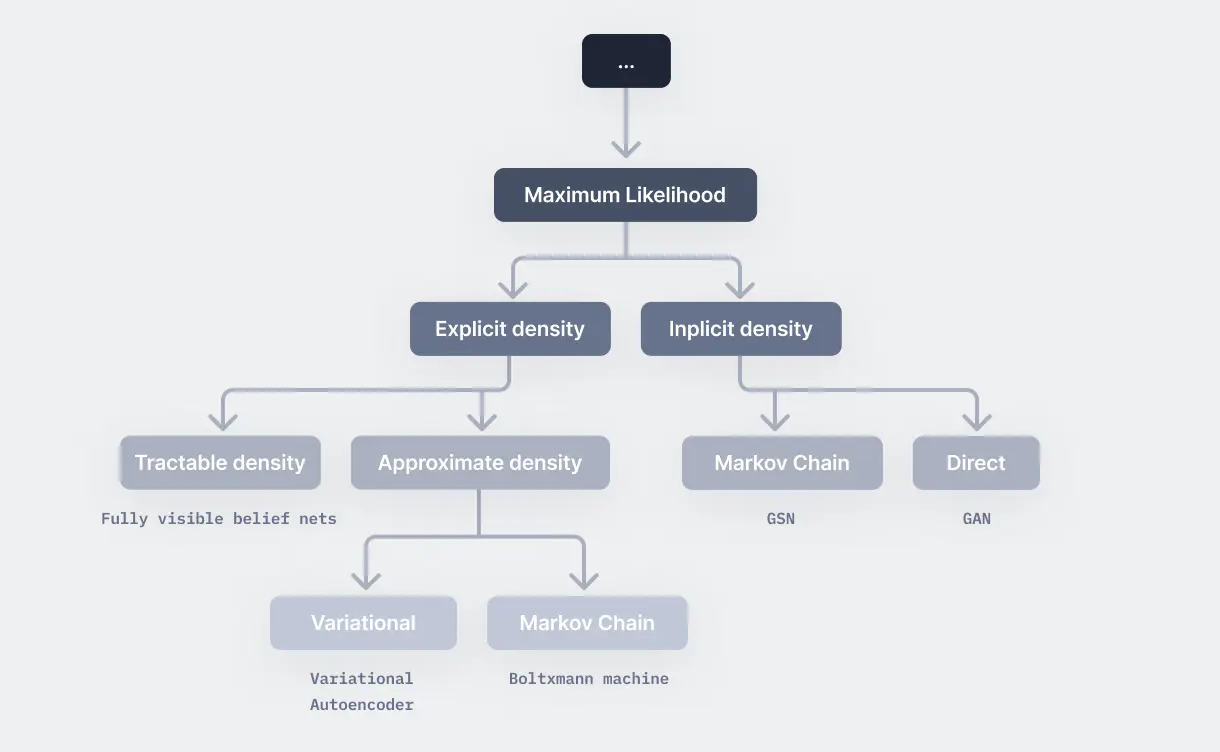 ...
Maximum Likelihood
Explicit density
Inplicit density
Tractable density
Approximate density
Markov Chain
Direct
Fully visible belief nets
GSN
GAN
Variational
Markov Chain
Variational
Autoencoder
Boltxmann machine